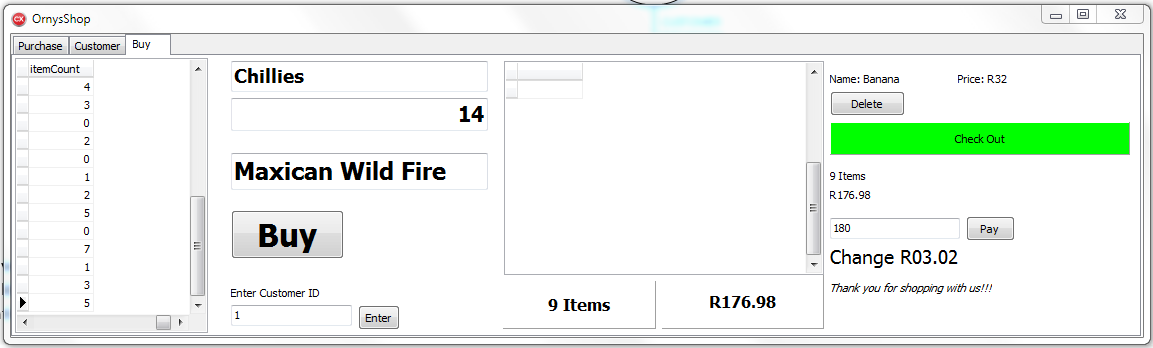 OrnysShop
Purchase Customer Buy
itemCount
4
3
0
2
0
1
2
5
0
7
1
3
5
Chillies
14
Maxican Wild Fire
Buy
Enter Customer ID
1 Enter
9 Items R176.98
Name: Banana Price: R32
Delete
Check Out
9 Items
R176.98
180 Pay
Change R03.02
Thank you for shopping with us!!!